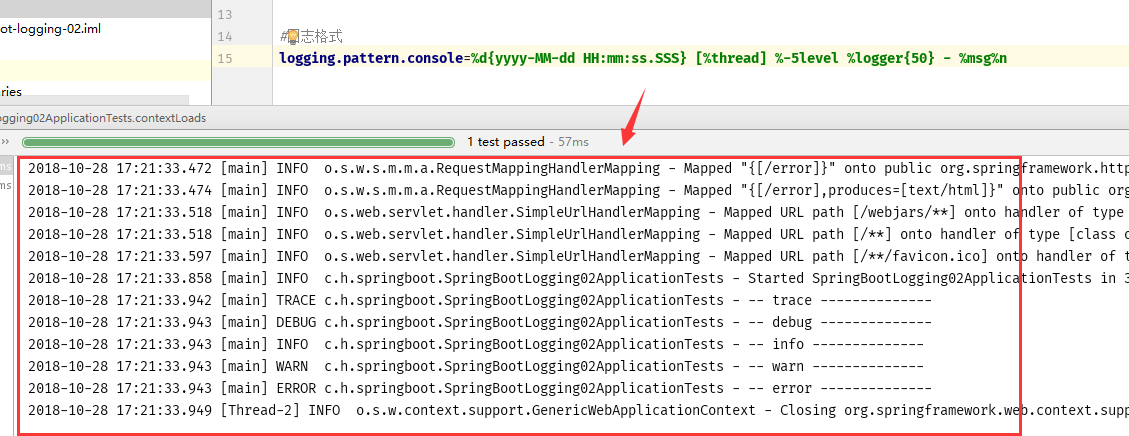 13
ot-logging-02.iml
14 #日志格式
15 logging.pattern.console=%d{yyyy-MM-dd HH:mm:ss.SSS} [%thread] %-5level %logger{50} - %msg%n
aries
ogging02ApplicationTests.contextLoads
» 1 test passed - 57ms
ms 2018-10-28 17:21:33.472 [main] INFO  o.s.w.s.m.m.a.RequestMappingHandlerMapping - Mapped "{[/error]}" onto public org.springframework.http
ms 2018-10-28 17:21:33.474 [main] INFO  o.s.w.s.m.m.a.RequestMappingHandlerMapping - Mapped "{[/error],produces=[text/html]}" onto public org
2018-10-28 17:21:33.518 [main] INFO  o.s.web.servlet.handler.SimpleUrlHandlerMapping - Mapped URL path [/webjars/**] onto handler of type
2018-10-28 17:21:33.518 [main] INFO  o.s.web.servlet.handler.SimpleUrlHandlerMapping - Mapped URL path [/**] onto handler of type [class o
2018-10-28 17:21:33.597 [main] INFO  o.s.web.servlet.handler.SimpleUrlHandlerMapping - Mapped URL path [/**/favicon.ico] onto handler of t
2018-10-28 17:21:33.858 [main] INFO  c.h.springboot.SpringBootLogging02ApplicationTests - Started SpringBootLogging02ApplicationTests in 3
2018-10-28 17:21:33.942 [main] TRACE c.h.springboot.SpringBootLogging02ApplicationTests - -- trace --------------
2018-10-28 17:21:33.943 [main] DEBUG c.h.springboot.SpringBootLogging02ApplicationTests - -- debug --------------
2018-10-28 17:21:33.943 [main] INFO  c.h.springboot.SpringBootLogging02ApplicationTests - -- info --------------
2018-10-28 17:21:33.943 [main] WARN  c.h.springboot.SpringBootLogging02ApplicationTests - -- warn --------------
2018-10-28 17:21:33.943 [main] ERROR c.h.springboot.SpringBootLogging02ApplicationTests - -- error --------------
2018-10-28 17:21:33.949 [Thread-2] INFO  o.s.w.context.support.GenericWebApplicationContext - Closing org.springframework.web.context.supp